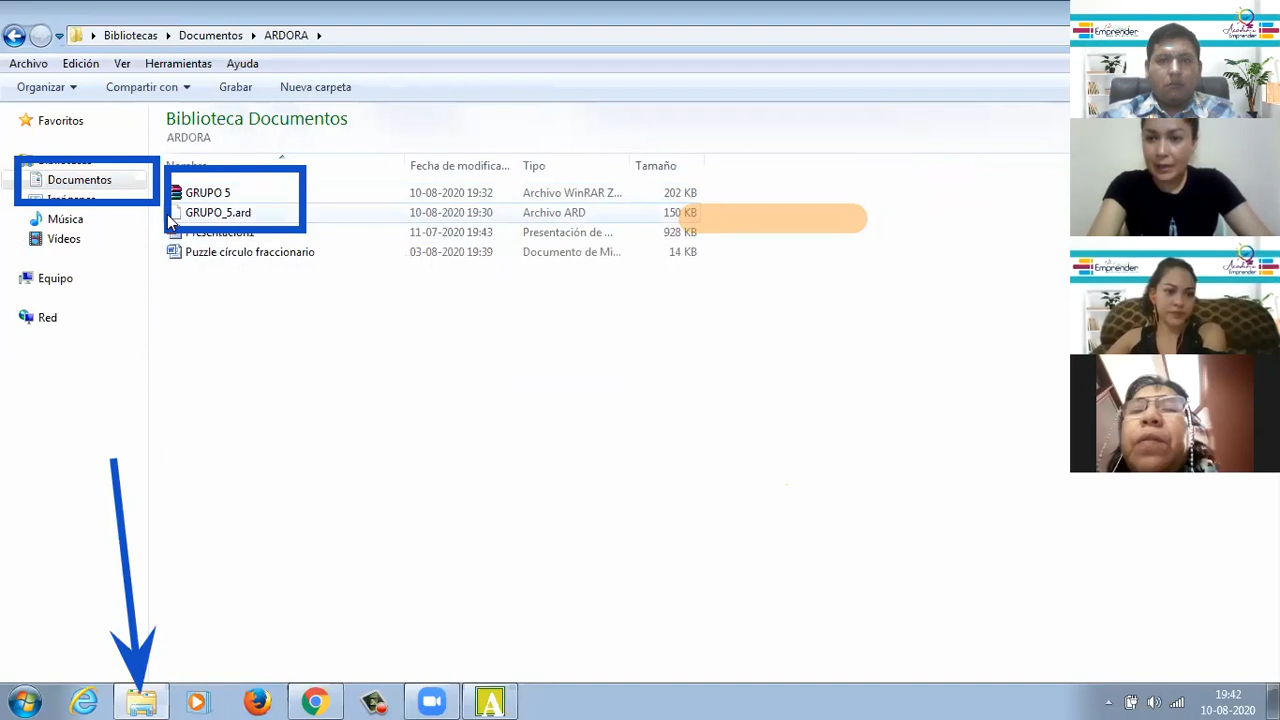 Bibliotecas Documentos ARDORA
Archivo Edición Ver Herramientas Ayuda
Organizar Compartir con Grabar Nueva carpeta
Favoritos
Biblioteca Documentos
ARDORA
Fecha de modifica... Tipo Tamaño
Documentos
GRUPO 5 10-08-2020 19:32 Archivo WinRAR Z... 202 KB
GRUPO_5.ard 10-08-2020 19:30 Archivo ARD 150 KB
Música
11-07-2020 19:43 Presentación de ... 928 KB
Vídeos
Puzzle círculo fraccionario 03-08-2020 19:39 Documento de Mi... 14 KB
Equipo
Red
Emprender
Emprender
Emprender
Emprender
19:42
10-08-2020